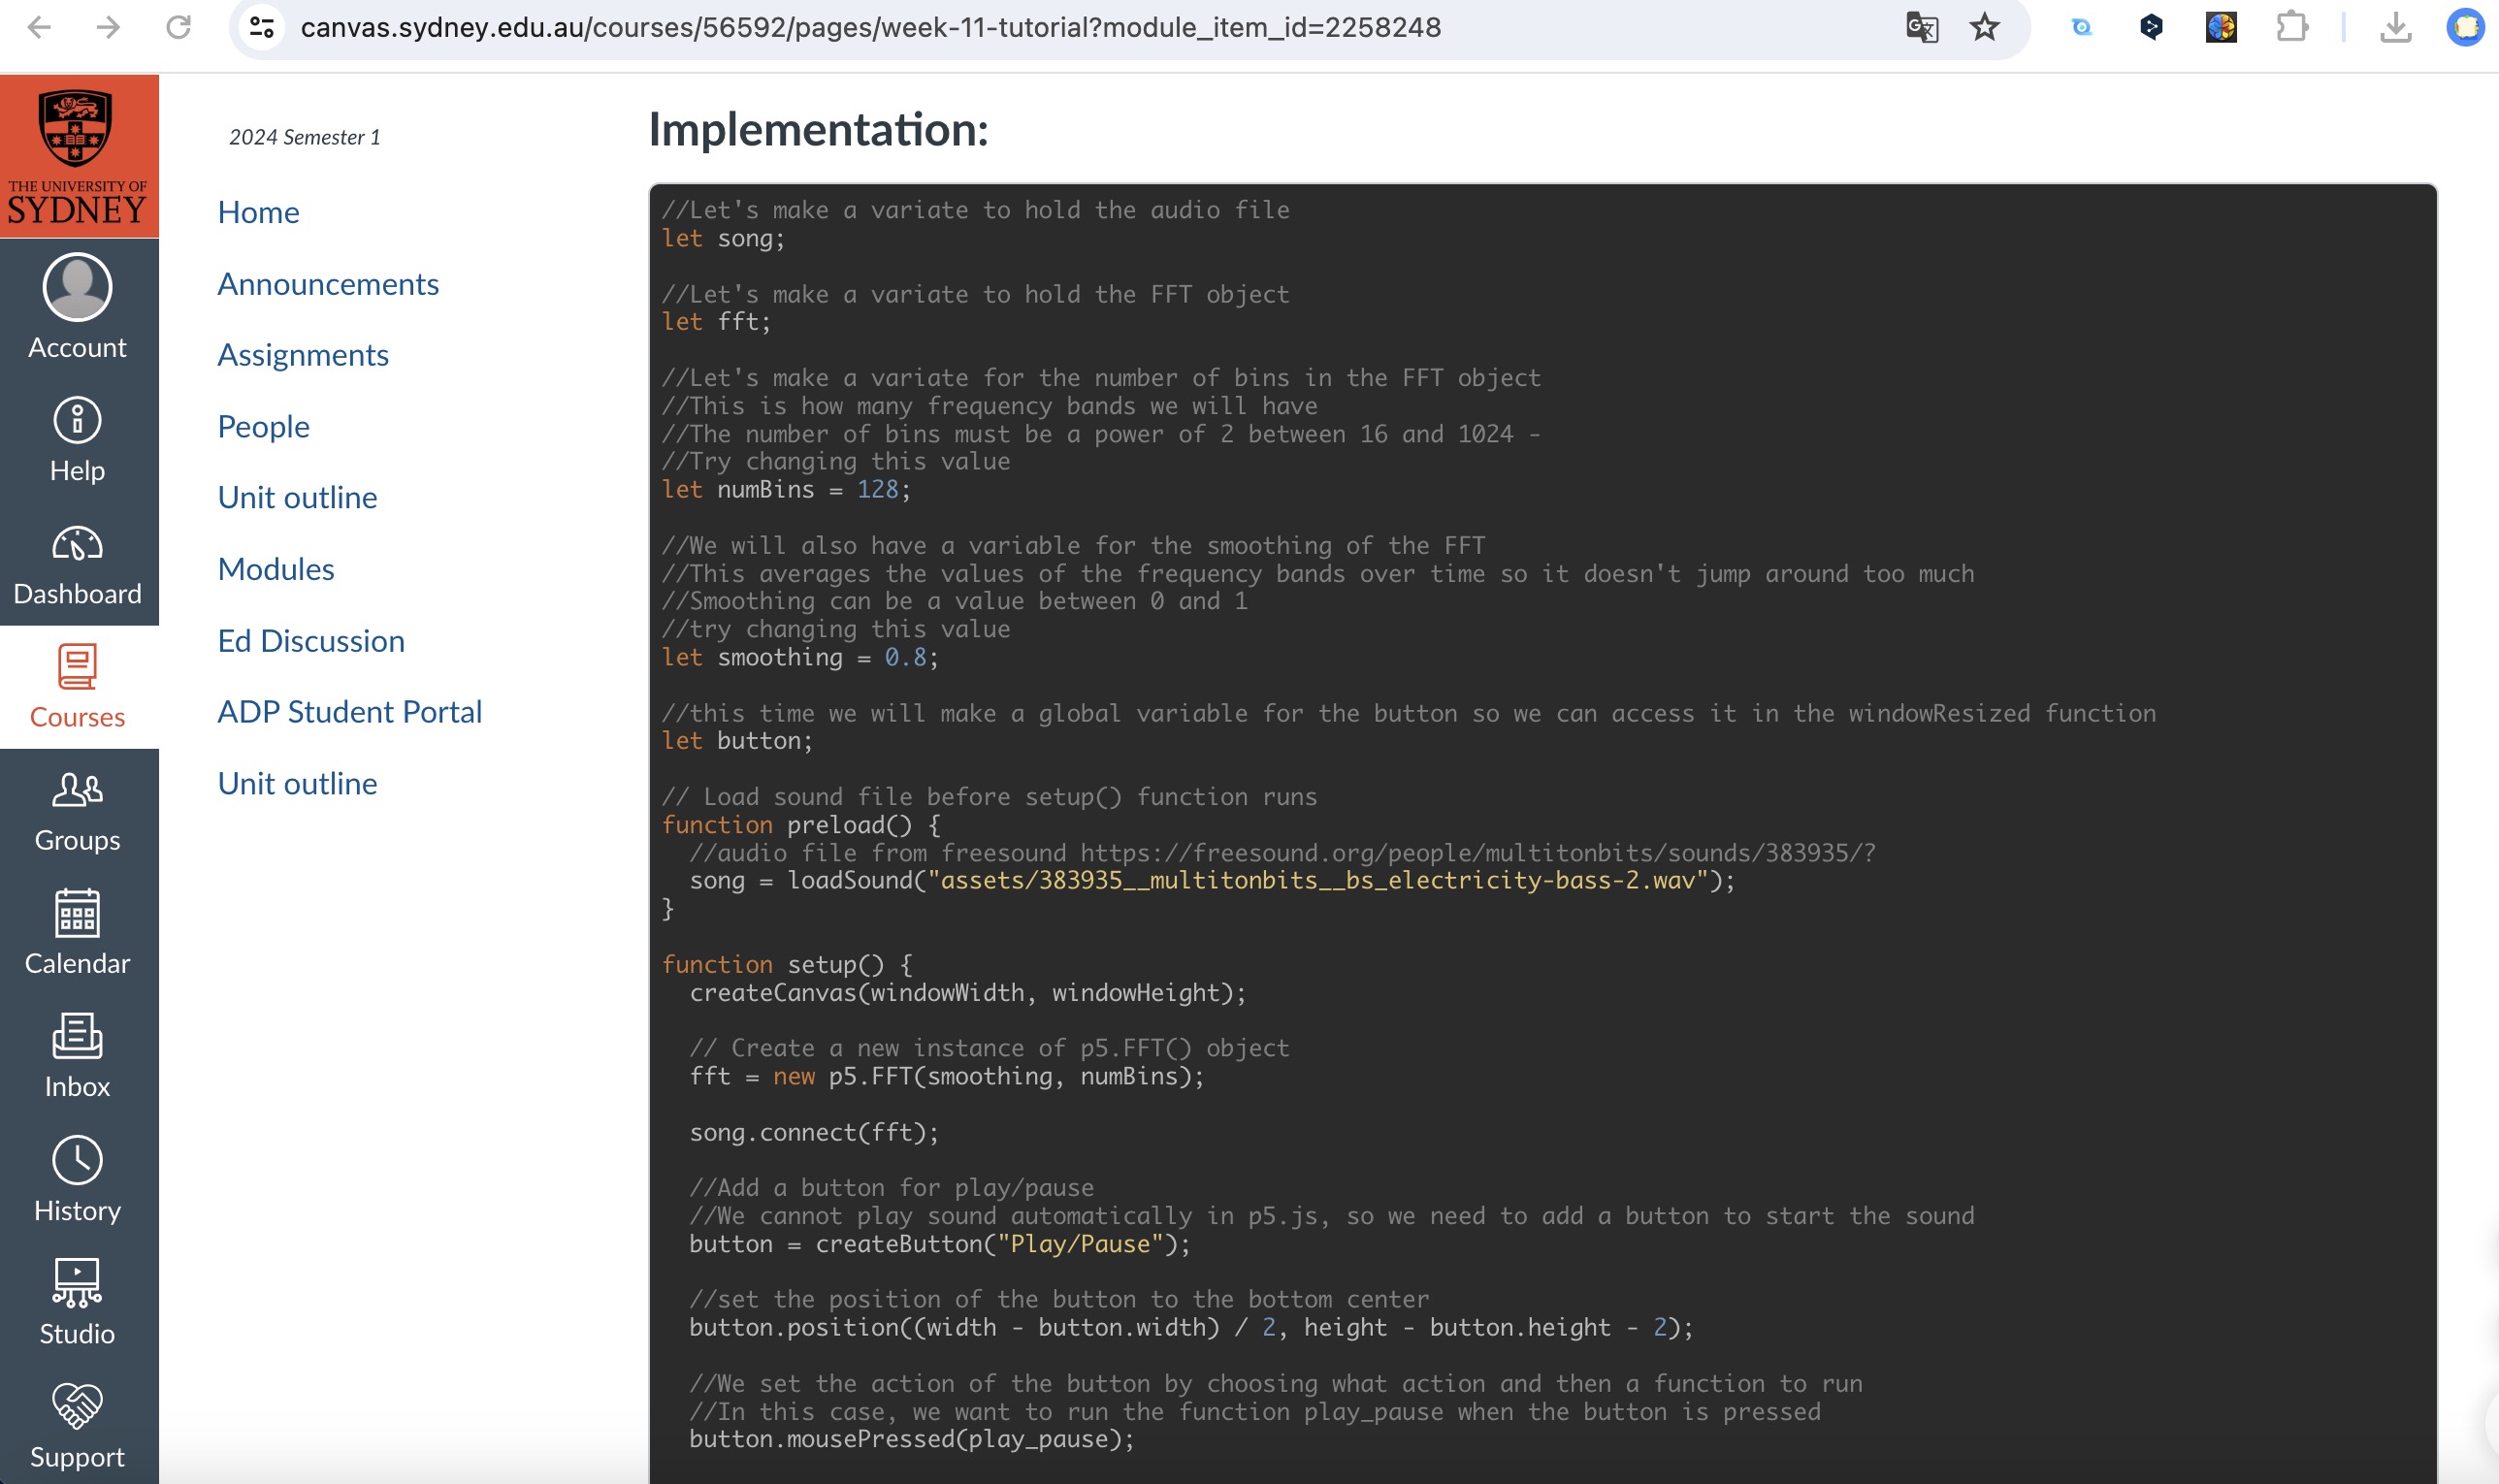 canvas.sydney.edu.au/courses/56592/pages/week-11-tutorial?module_item_id=2258248
THE UNIVERSITY OF
SYDNEY
Account
Help
Dashboard
Courses
Groups
Calendar
Inbox
History
Studio
Support
2024 Semester 1
Home
Announcements
Assignments
People
Unit outline
Modules
Ed Discussion
ADP Student Portal
Unit outline
Implementation:
//Let's make a variate to hold the audio file
let song;
//Let's make a variate to hold the FFT object
let fft;
//Let's make a variate for the number of bins in the FFT object
//This is how many frequency bands we will have
//The number of bins must be a power of 2 between 16 and 1024 -
//Try changing this value
let numBins = 128;
//We will also have a variable for the smoothing of the FFT
//This averages the values of the frequency bands over time so it doesn't jump around too much
//Smoothing can be a value between 0 and 1
//try changing this value
let smoothing = 0.8;
//this time we will make a global variable for the button so we can access it in the windowResized function
let button;
// Load sound file before setup() function runs
function preload() {
  //audio file from freesound https://freesound.org/people/multitonbits/sounds/383935/?
  song = loadSound("assets/383935__multitonbits__bs_electricity-bass-2.wav");
}
function setup() {
  createCanvas(windowWidth, windowHeight);
  // Create a new instance of p5.FFT() object
  fft = new p5.FFT(smoothing, numBins);
  song.connect(fft);
  //Add a button for play/pause
  //We cannot play sound automatically in p5.js, so we need to add a button to start the sound
  button = createButton("Play/Pause");
  //set the position of the button to the bottom center
  button.position((width - button.width) / 2, height - button.height - 2);
  //We set the action of the button by choosing what action and then a function to run
  //In this case, we want to run the function play_pause when the button is pressed
  button.mousePressed(play_pause);